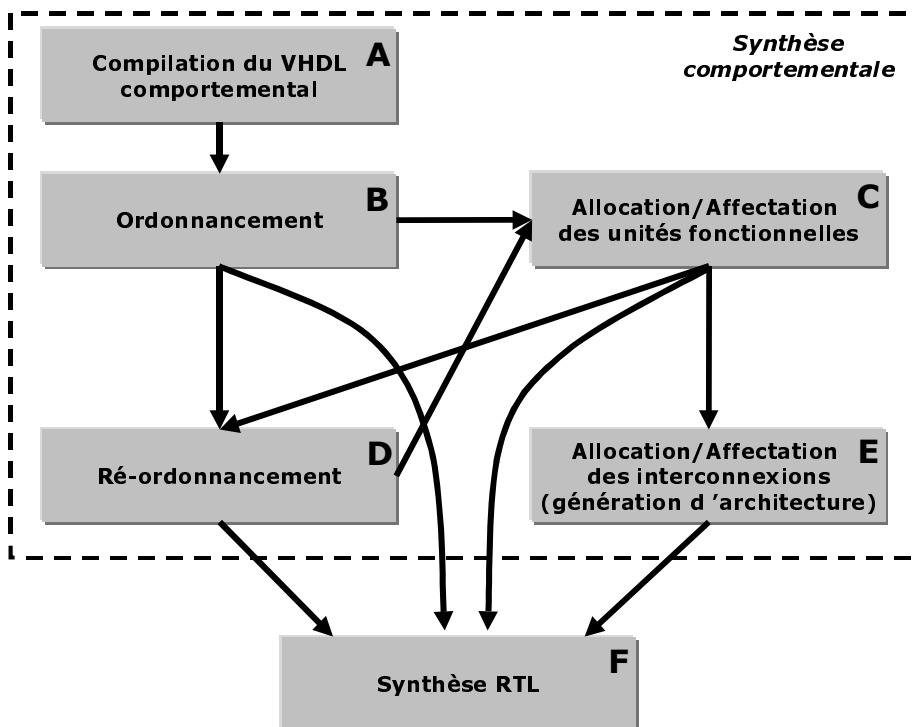 Synthèse
comportementale
Compilation du VHDL
comportemental
A
Ordonnancement
B
Allocation/Affectation
des unités fonctionnelles
C
Ré-ordonnancement
D
Allocation/Affectation
des interconnexions
(génération d ’architecture)
E
Synthèse RTL
F